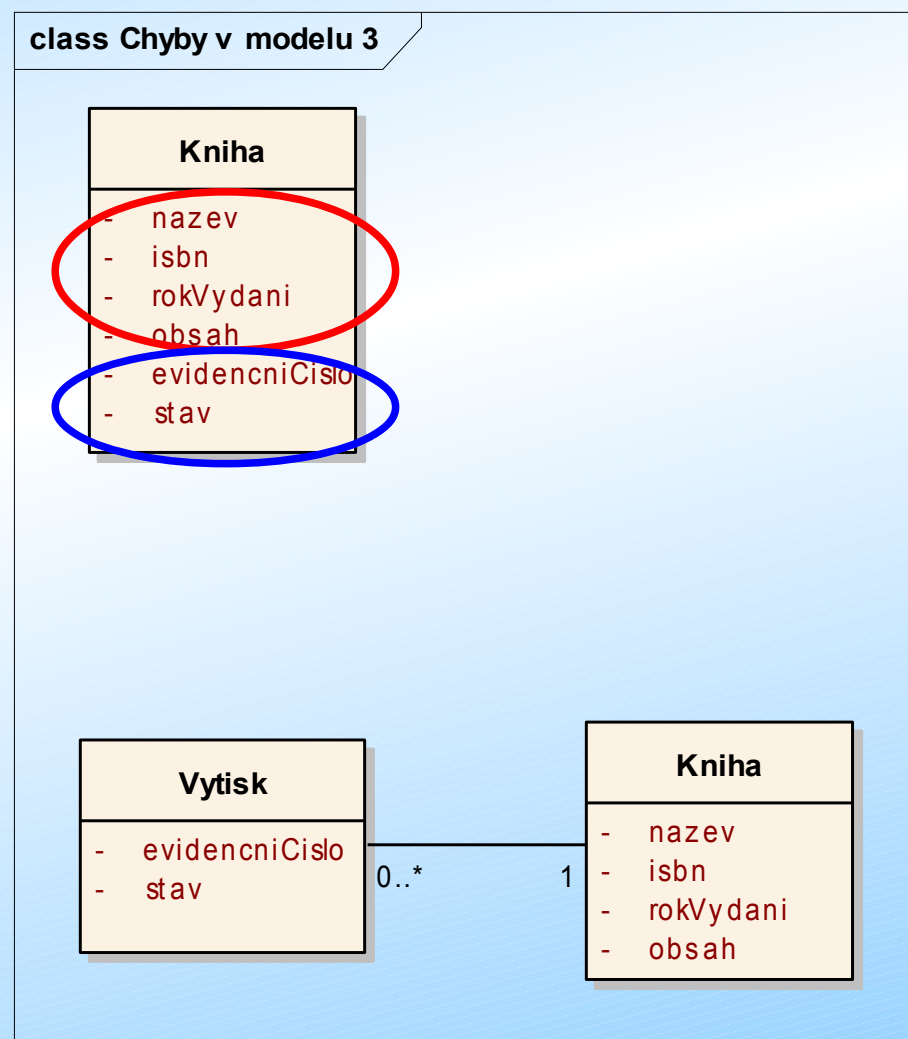 class Chyby v modelu 3
Kniha
- nazev
- isbn
- rokVydani
- obsah
- evidencniCislo
- stav
Vytisk
- evidencniCislo
- stav
0..*
1
Kniha
- nazev
- isbn
- rokVydani
- obsah